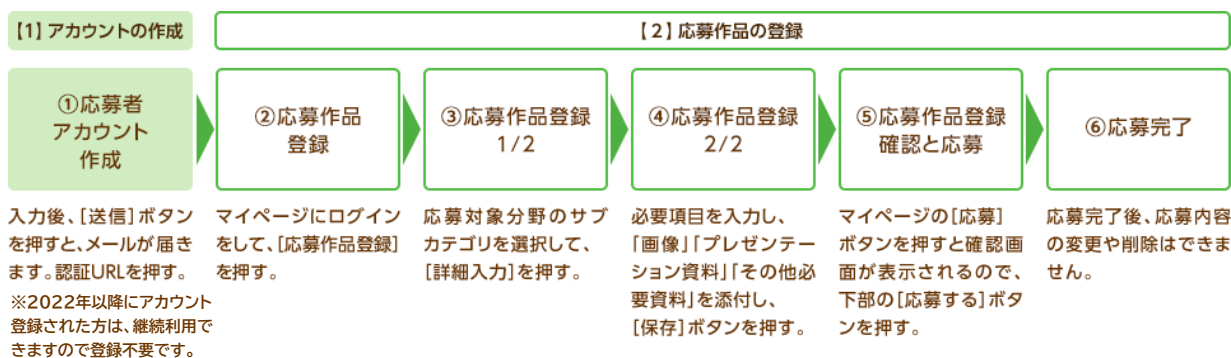 【1】アカウントの作成
【2】応募作品の登録
①応募者
アカウント
作成
入力後、［送信］ボタン
を押すと、メールが届き
ます。認証URLを押す。
※2022年以降にアカウント
登録された方は、継続利用で
きますので登録不要です。
②応募作品
登録
マイページにログイン
をして、［応募作品登録］
を押す。
③応募作品登録
1/2
応募対象分野のサブ
カテゴリを選択して、
［詳細入力］を押す。
④応募作品登録
2/2
必要項目を入力し、
「画像」「プレゼンテー
ション資料」「その他必
要資料」を添付し、
［保存］ボタンを押す。
⑤応募作品登録
確認と応募
マイページの［応募］
ボタンを押すと確認画
面が表示されるので、
下部の［応募する］ボタ
ンを押す。
⑥応募完了
応募完了後、応募内容
の変更や削除はできま
せん。